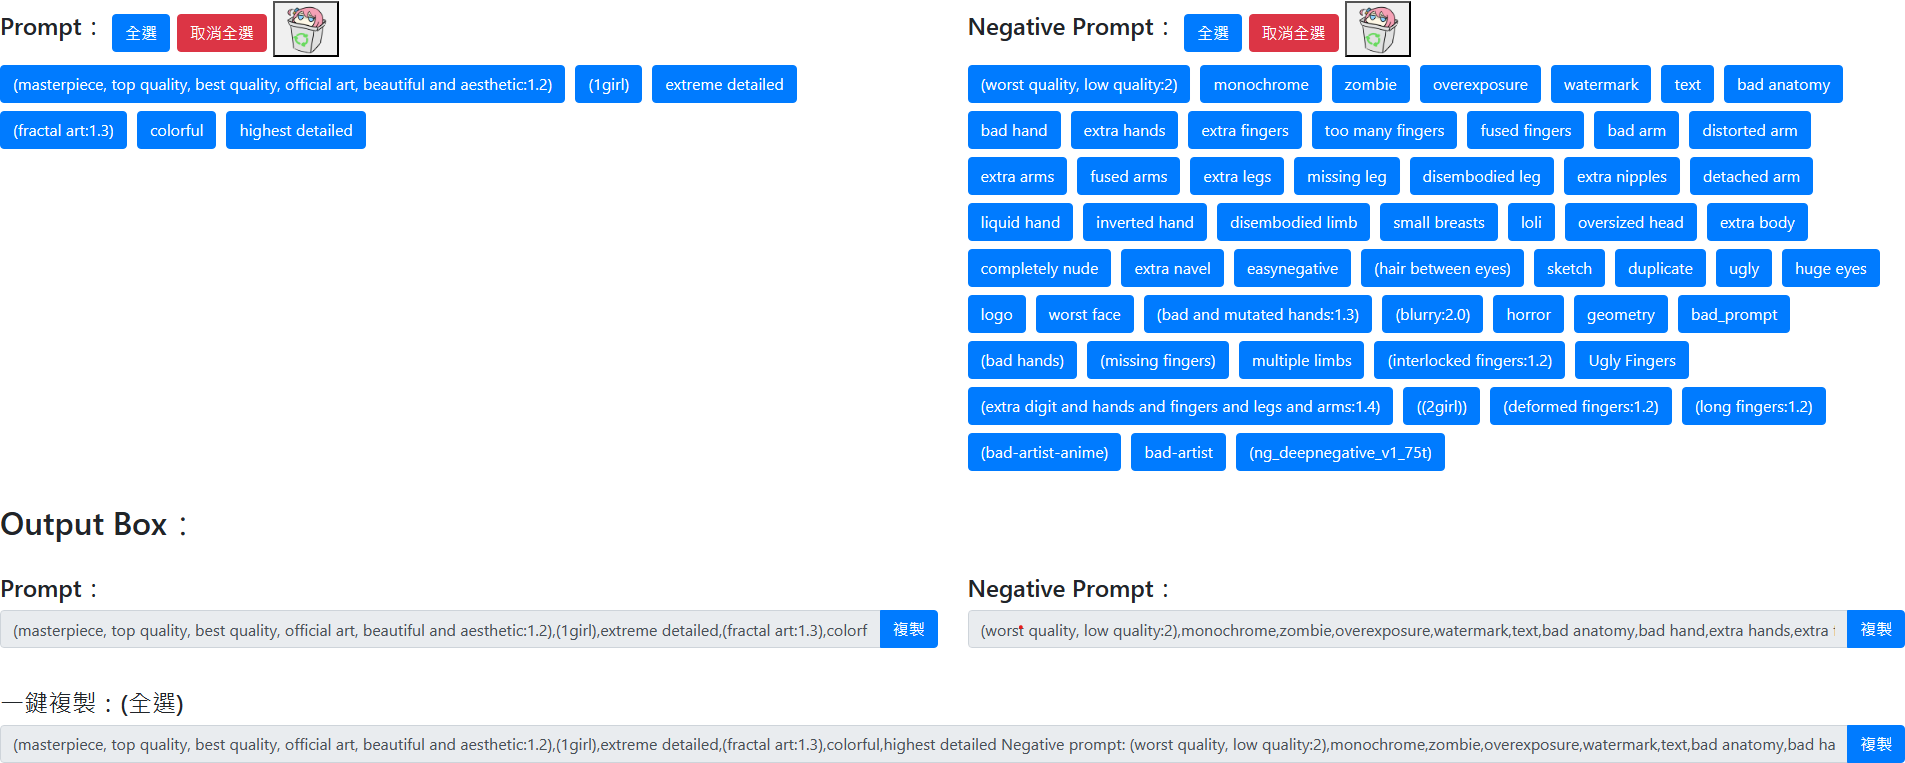 Prompt：  全選  取消全選
(masterpiece, top quality, best quality, official art, beautiful and aesthetic:1.2)  (1girl)  extreme detailed
(fractal art:1.3)  colorful  highest detailed
Negative Prompt：  全選  取消全選
(worst quality, low quality:2)  monochrome  zombie  overexposure  watermark  text  bad anatomy
bad hand  extra hands  extra fingers  too many fingers  fused fingers  bad arm  distorted arm
extra arms  fused arms  extra legs  missing leg  disembodied leg  extra nipples  detached arm
liquid hand  inverted hand  disembodied limb  small breasts  loli  oversized head  extra body
completely nude  extra navel  easynegative  (hair between eyes)  sketch  duplicate  ugly  huge eyes
logo  worst face  (bad and mutated hands:1.3)  (blurry:2.0)  horror  geometry  bad_prompt
(bad hands)  (missing fingers)  multiple limbs  (interlocked fingers:1.2)  Ugly Fingers
(extra digit and hands and fingers and legs and arms:1.4)  ((2girl))  (deformed fingers:1.2)  (long fingers:1.2)
(bad-artist-anime)  bad-artist  (ng_deepnegative_v1_75t)
Output Box：
Prompt：
(masterpiece, top quality, best quality, official art, beautiful and aesthetic:1.2),(1girl),extreme detailed,(fractal art:1.3),colorf  複製
Negative Prompt：
(worst quality, low quality:2),monochrome,zombie,overexposure,watermark,text,bad anatomy,bad hand,extra hands,extra  複製
一鍵複製：(全選)
(masterpiece, top quality, best quality, official art, beautiful and aesthetic:1.2),(1girl),extreme detailed,(fractal art:1.3),colorful,highest detailed Negative prompt: (worst quality, low quality:2),monochrome,zombie,overexposure,watermark,text,bad anatomy,bad ha  複製